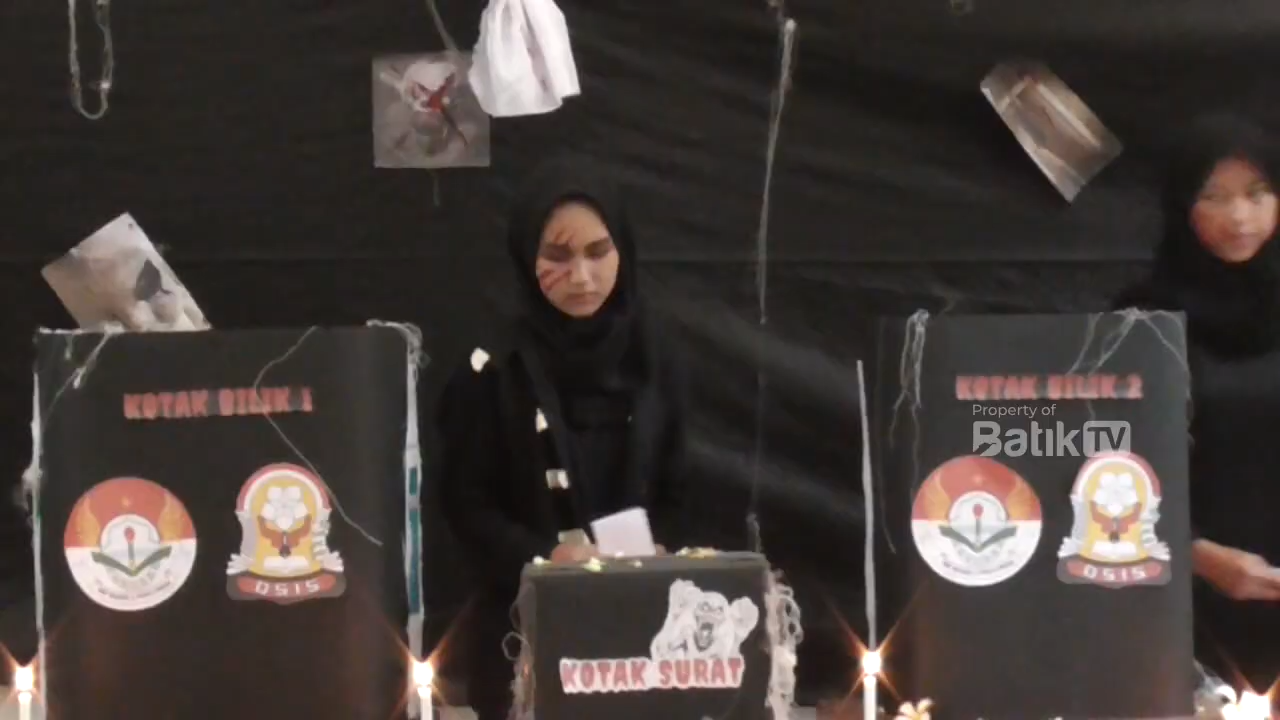 KOTAK BILIK 1
KOTAK BILIK 2
Property of
BatikTV
OSIS
OSIS
KOTAK SURAT